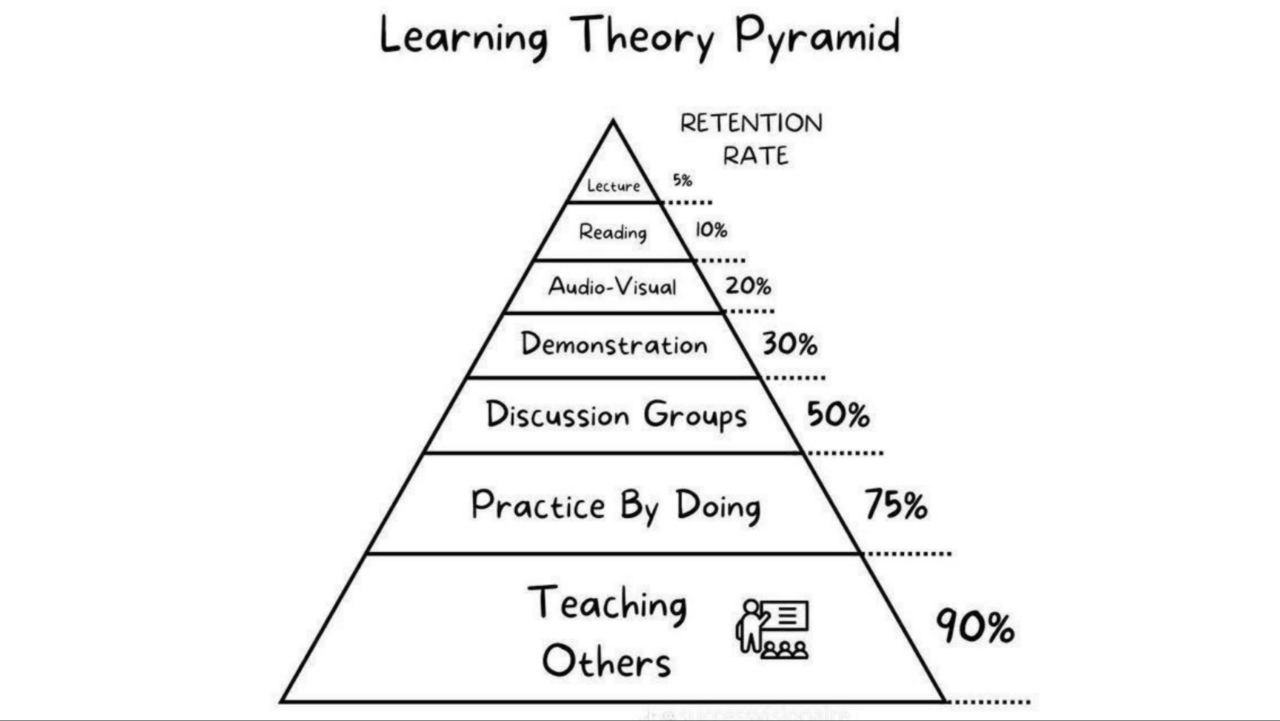 Learning Theory Pyramid
RETENTION
RATE
Lecture 5%
Reading 10%
Audio-Visual 20%
Demonstration 30%
Discussion Groups 50%
Practice By Doing 75%
Teaching
Others
90%